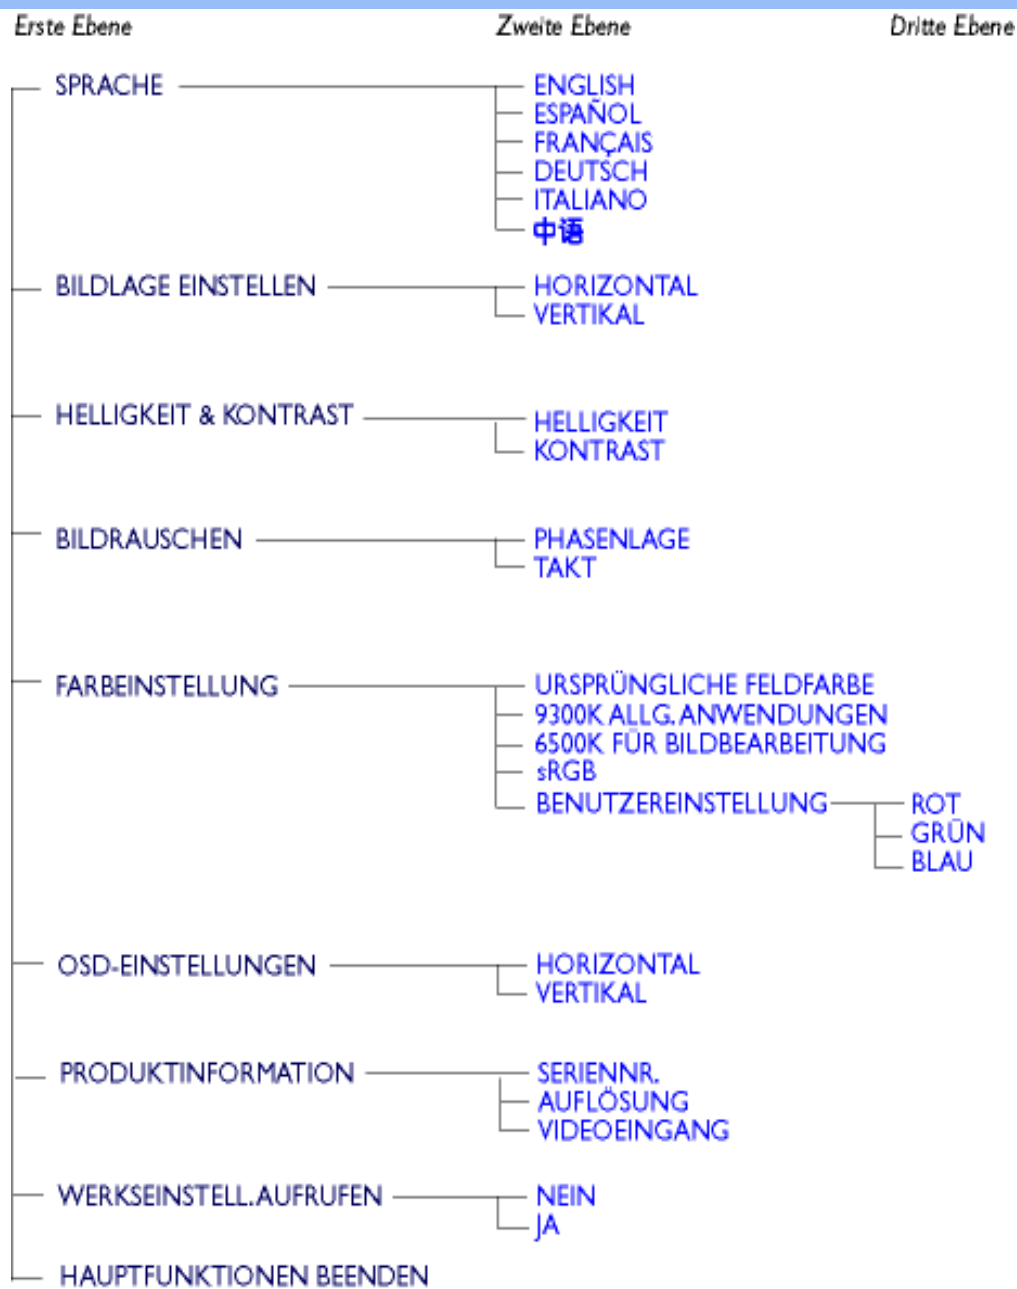 Erste Ebene Zweite Ebene Dritte Ebene
SPRACHE ENGLISH
ESPAÑOL
FRANÇAIS
DEUTSCH
ITALIANO
中语
BILDLAGE EINSTELLEN HORIZONTAL
VERTIKAL
HELLIGKEIT & KONTRAST HELLIGKEIT
KONTRAST
BILDRAUSCHEN PHASENLAGE
TAKT
FARBEINSTELLUNG URSPRÜNGLICHE FELDFARBE
9300K ALLG. ANWENDUNGEN
6500K FÜR BILDBEARBEITUNG
sRGB
BENUTZEREINSTELLUNG ROT
GRÜN
BLAU
OSD-EINSTELLUNGEN HORIZONTAL
VERTIKAL
PRODUKTINFORMATION SERIENNR.
AUFLÖSUNG
VIDEOEINGANG
WERKSEINSTELL. AUFRUFEN NEIN
JA
HAUPTFUNKTIONEN BEENDEN